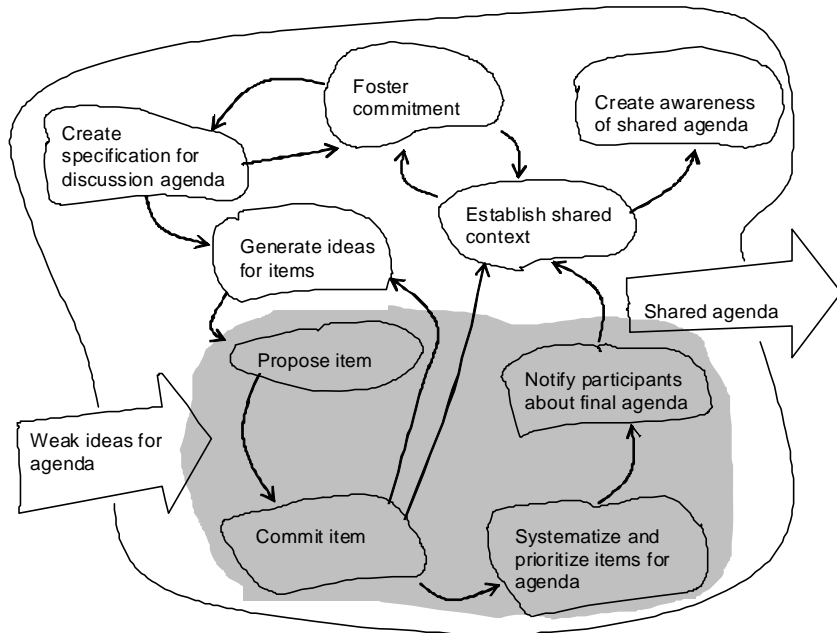 Foster
commitment
Create awareness
of shared agenda
Create
specification for
discussion agenda
Establish shared
context
Generate ideas
for items
Shared agenda
Propose item
Notify participants
about final agenda
Weak ideas for
agenda
Commit item
Systematize and
prioritize items for
agenda